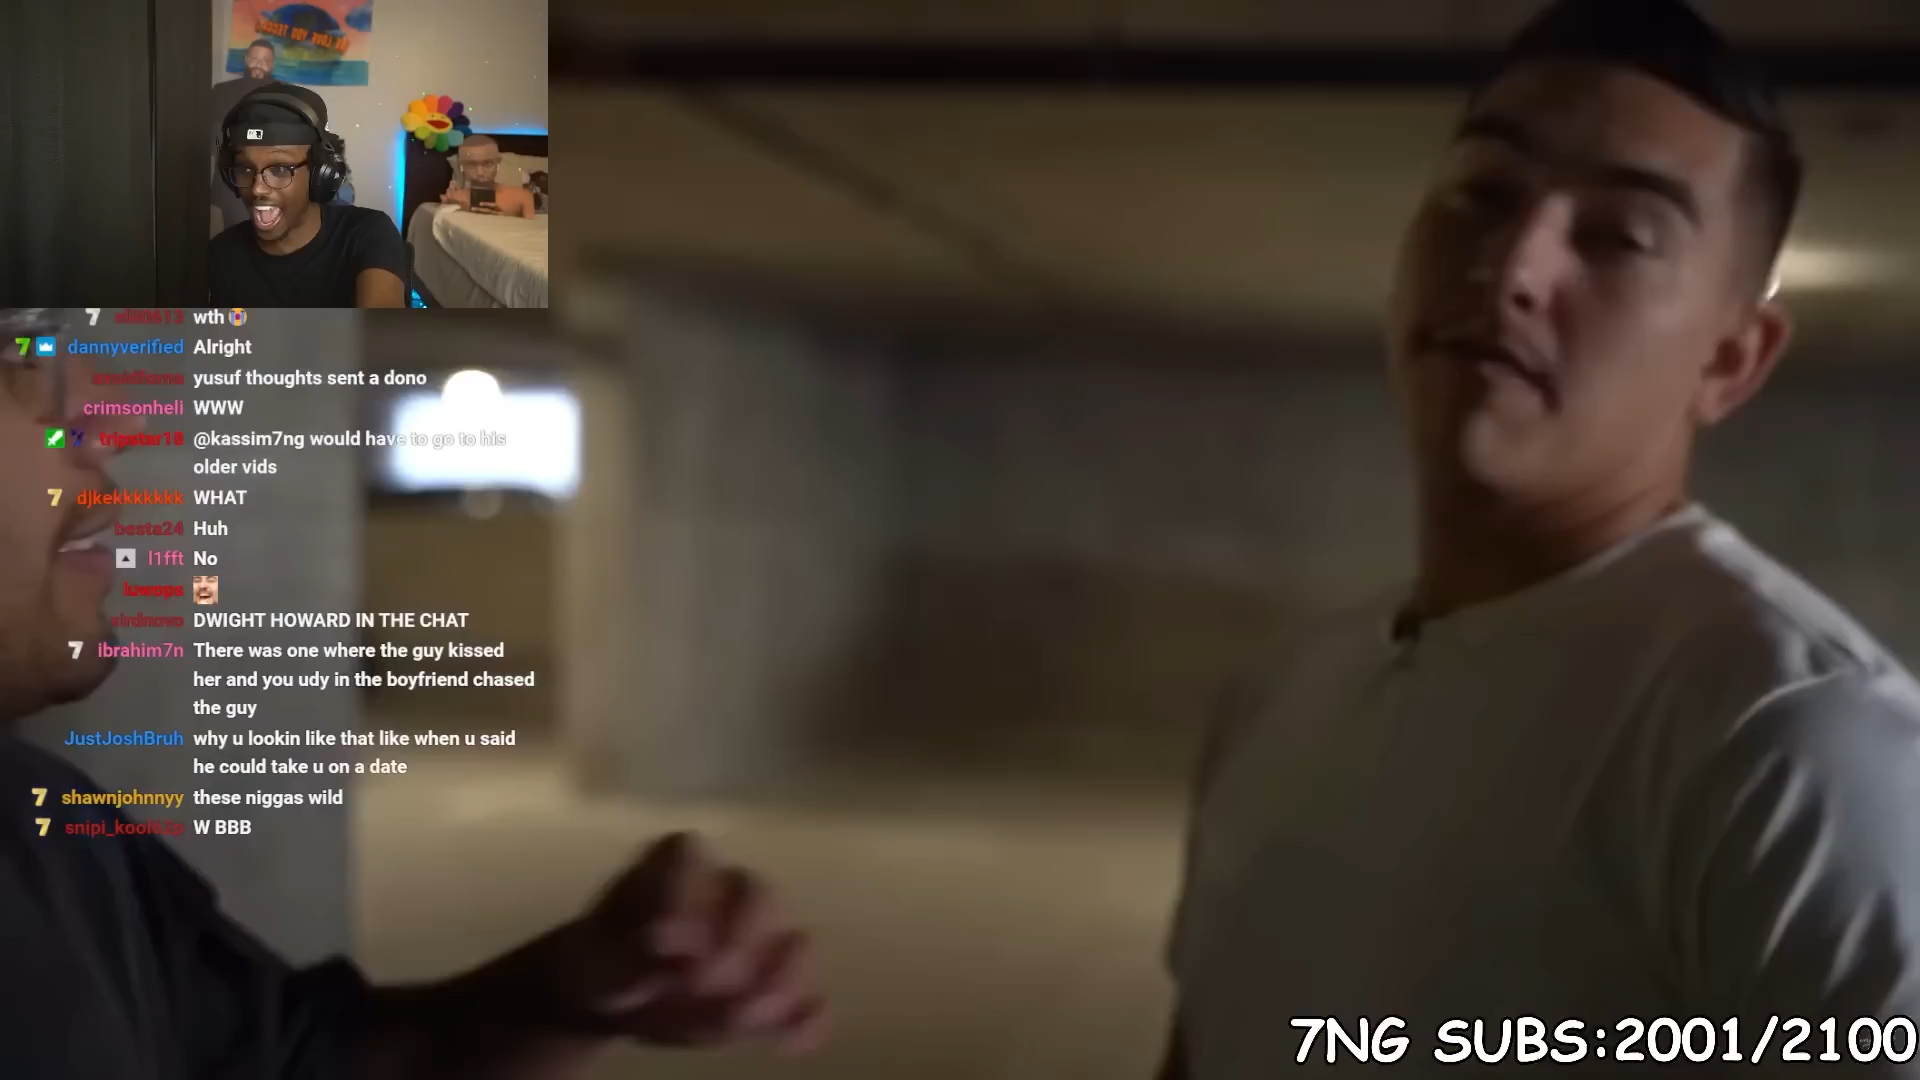 wth
dannyverified Alright
yusuf thoughts sent a dono
crimsonheli WWW
tripstar18 @kassim7ng would have to go to his
older vids
djkekkkkkkk WHAT
basta24 Huh
l1fft No
luwops
DWIGHT HOWARD IN THE CHAT
ibrahim7n There was one where the guy kissed
her and you udy in the boyfriend chased
the guy
JustJoshBruh why u lookin like that like when u said
he could take u on a date
shawnjohnnyy these niggas wild
W BBB
7NG SUBS:2001/2100